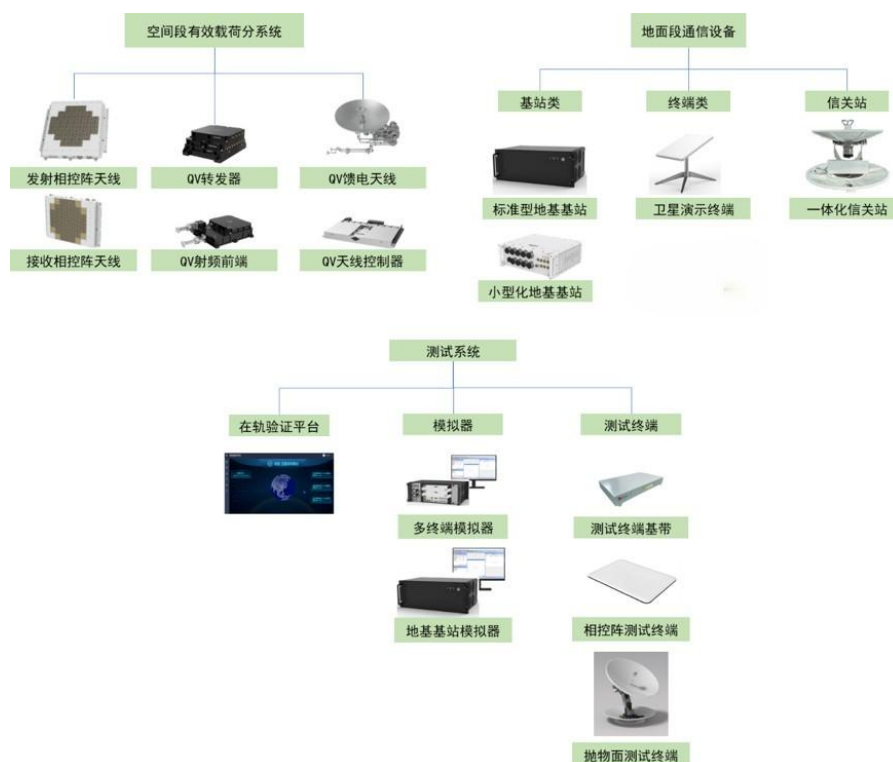 空间段有效载荷分系统
地面段通信设备
发射相控阵天线
QV转发器
QV馈电天线
接收相控阵天线
QV射频前端
QV天线控制器
基站类
终端类
信关站
标准型地基基站
卫星演示终端
一体化信关站
小型化地基基站
测试系统
在轨验证平台
模拟器
测试终端
多终端模拟器
测试终端基带
地基基站模拟器
相控阵测试终端
抛物面测试终端